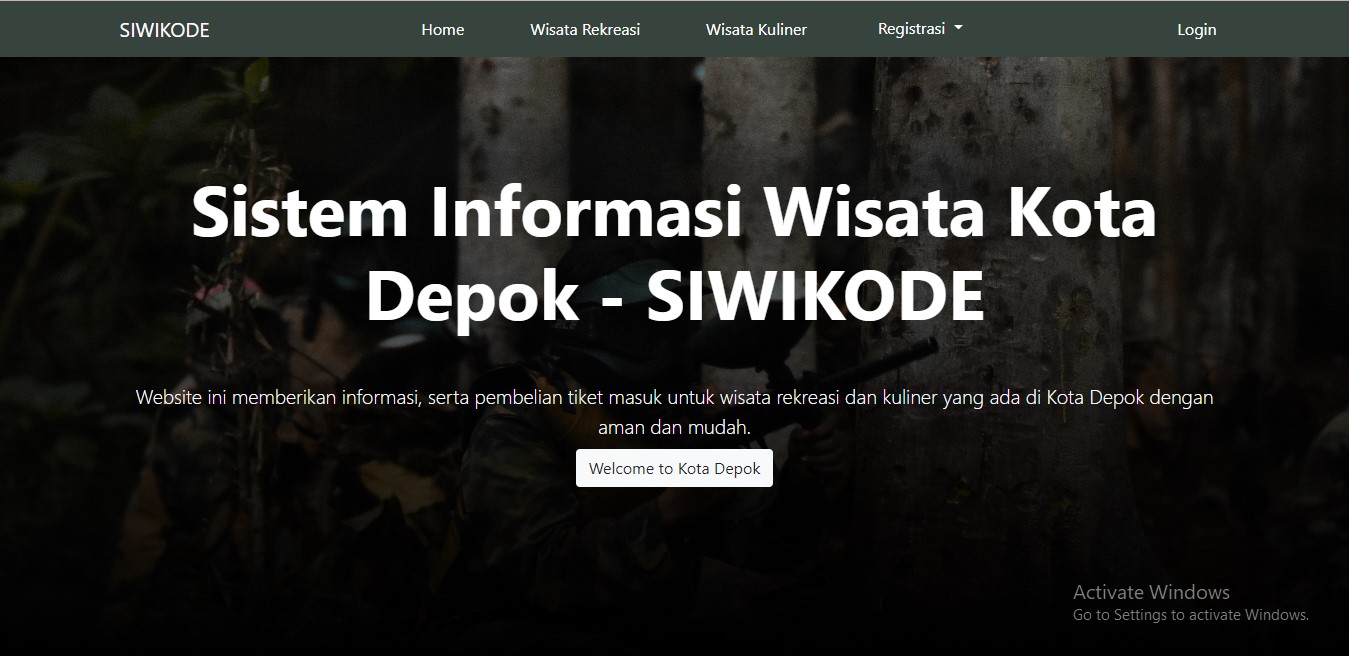 SIWIKODE
Home
Wisata Rekreasi
Wisata Kuliner
Registrasi
Login
Sistem Informasi Wisata Kota
Depok - SIWIKODE
Website ini memberikan informasi, serta pembelian tiket masuk untuk wisata rekreasi dan kuliner yang ada di Kota Depok dengan
aman dan mudah.
Welcome to Kota Depok
Activate Windows
Go to Settings to activate Windows.